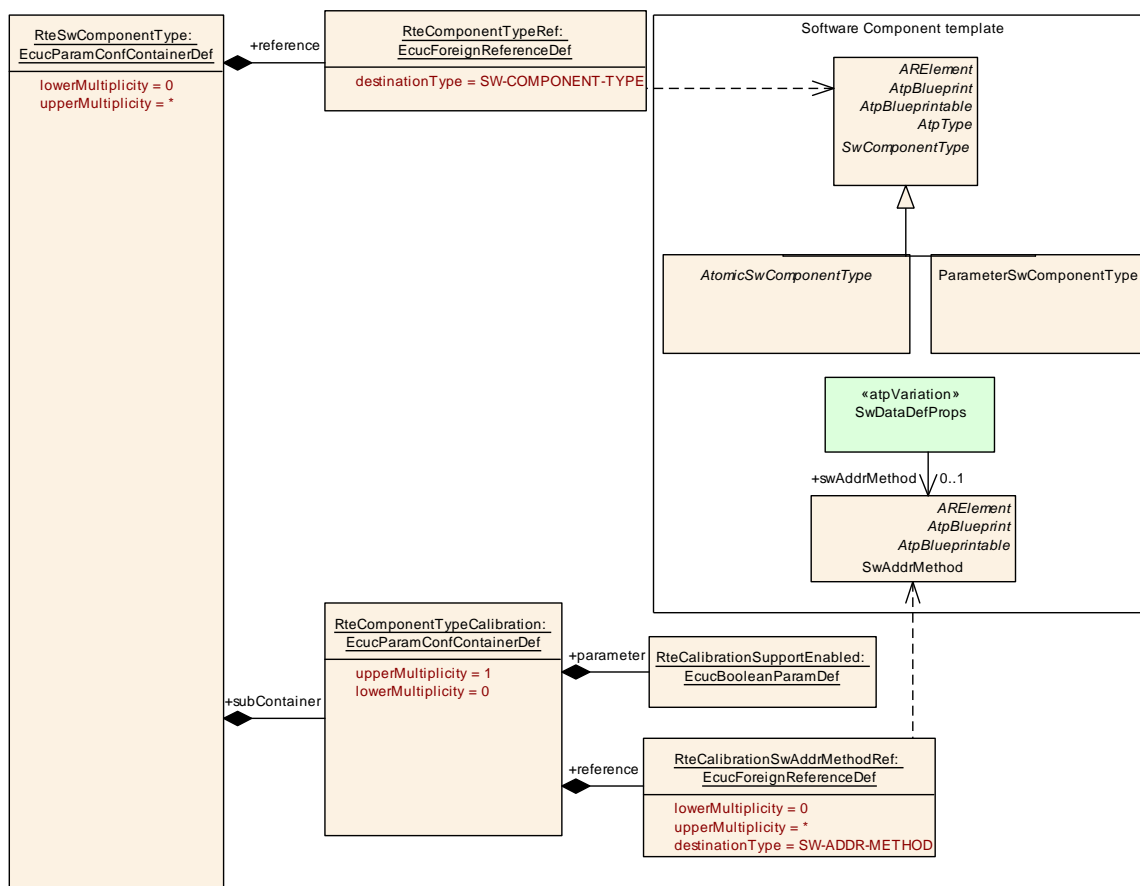 RteSwComponentType:
EcucParamConfContainerDef
lowerMultiplicity = 0
upperMultiplicity = *
+reference
RteComponentTypeRef:
EcucForeignReferenceDef
destinationType = SW-COMPONENT-TYPE
Software Component template
ARElement
AtpBlueprint
AtpBlueprintable
AtpType
SwComponentType
AtomicSwComponentType
ParameterSwComponentType
«atpVariation»
SwDataDefProps
+swAddrMethod 0..1
ARElement
AtpBlueprint
AtpBlueprintable
SwAddrMethod
+subContainer
RteComponentTypeCalibration:
EcucParamConfContainerDef
upperMultiplicity = 1
lowerMultiplicity = 0
+parameter
RteCalibrationSupportEnabled:
EcucBooleanParamDef
+reference
RteCalibrationSwAddrMethodRef:
EcucForeignReferenceDef
lowerMultiplicity = 0
upperMultiplicity = *
destinationType = SW-ADDR-METHOD